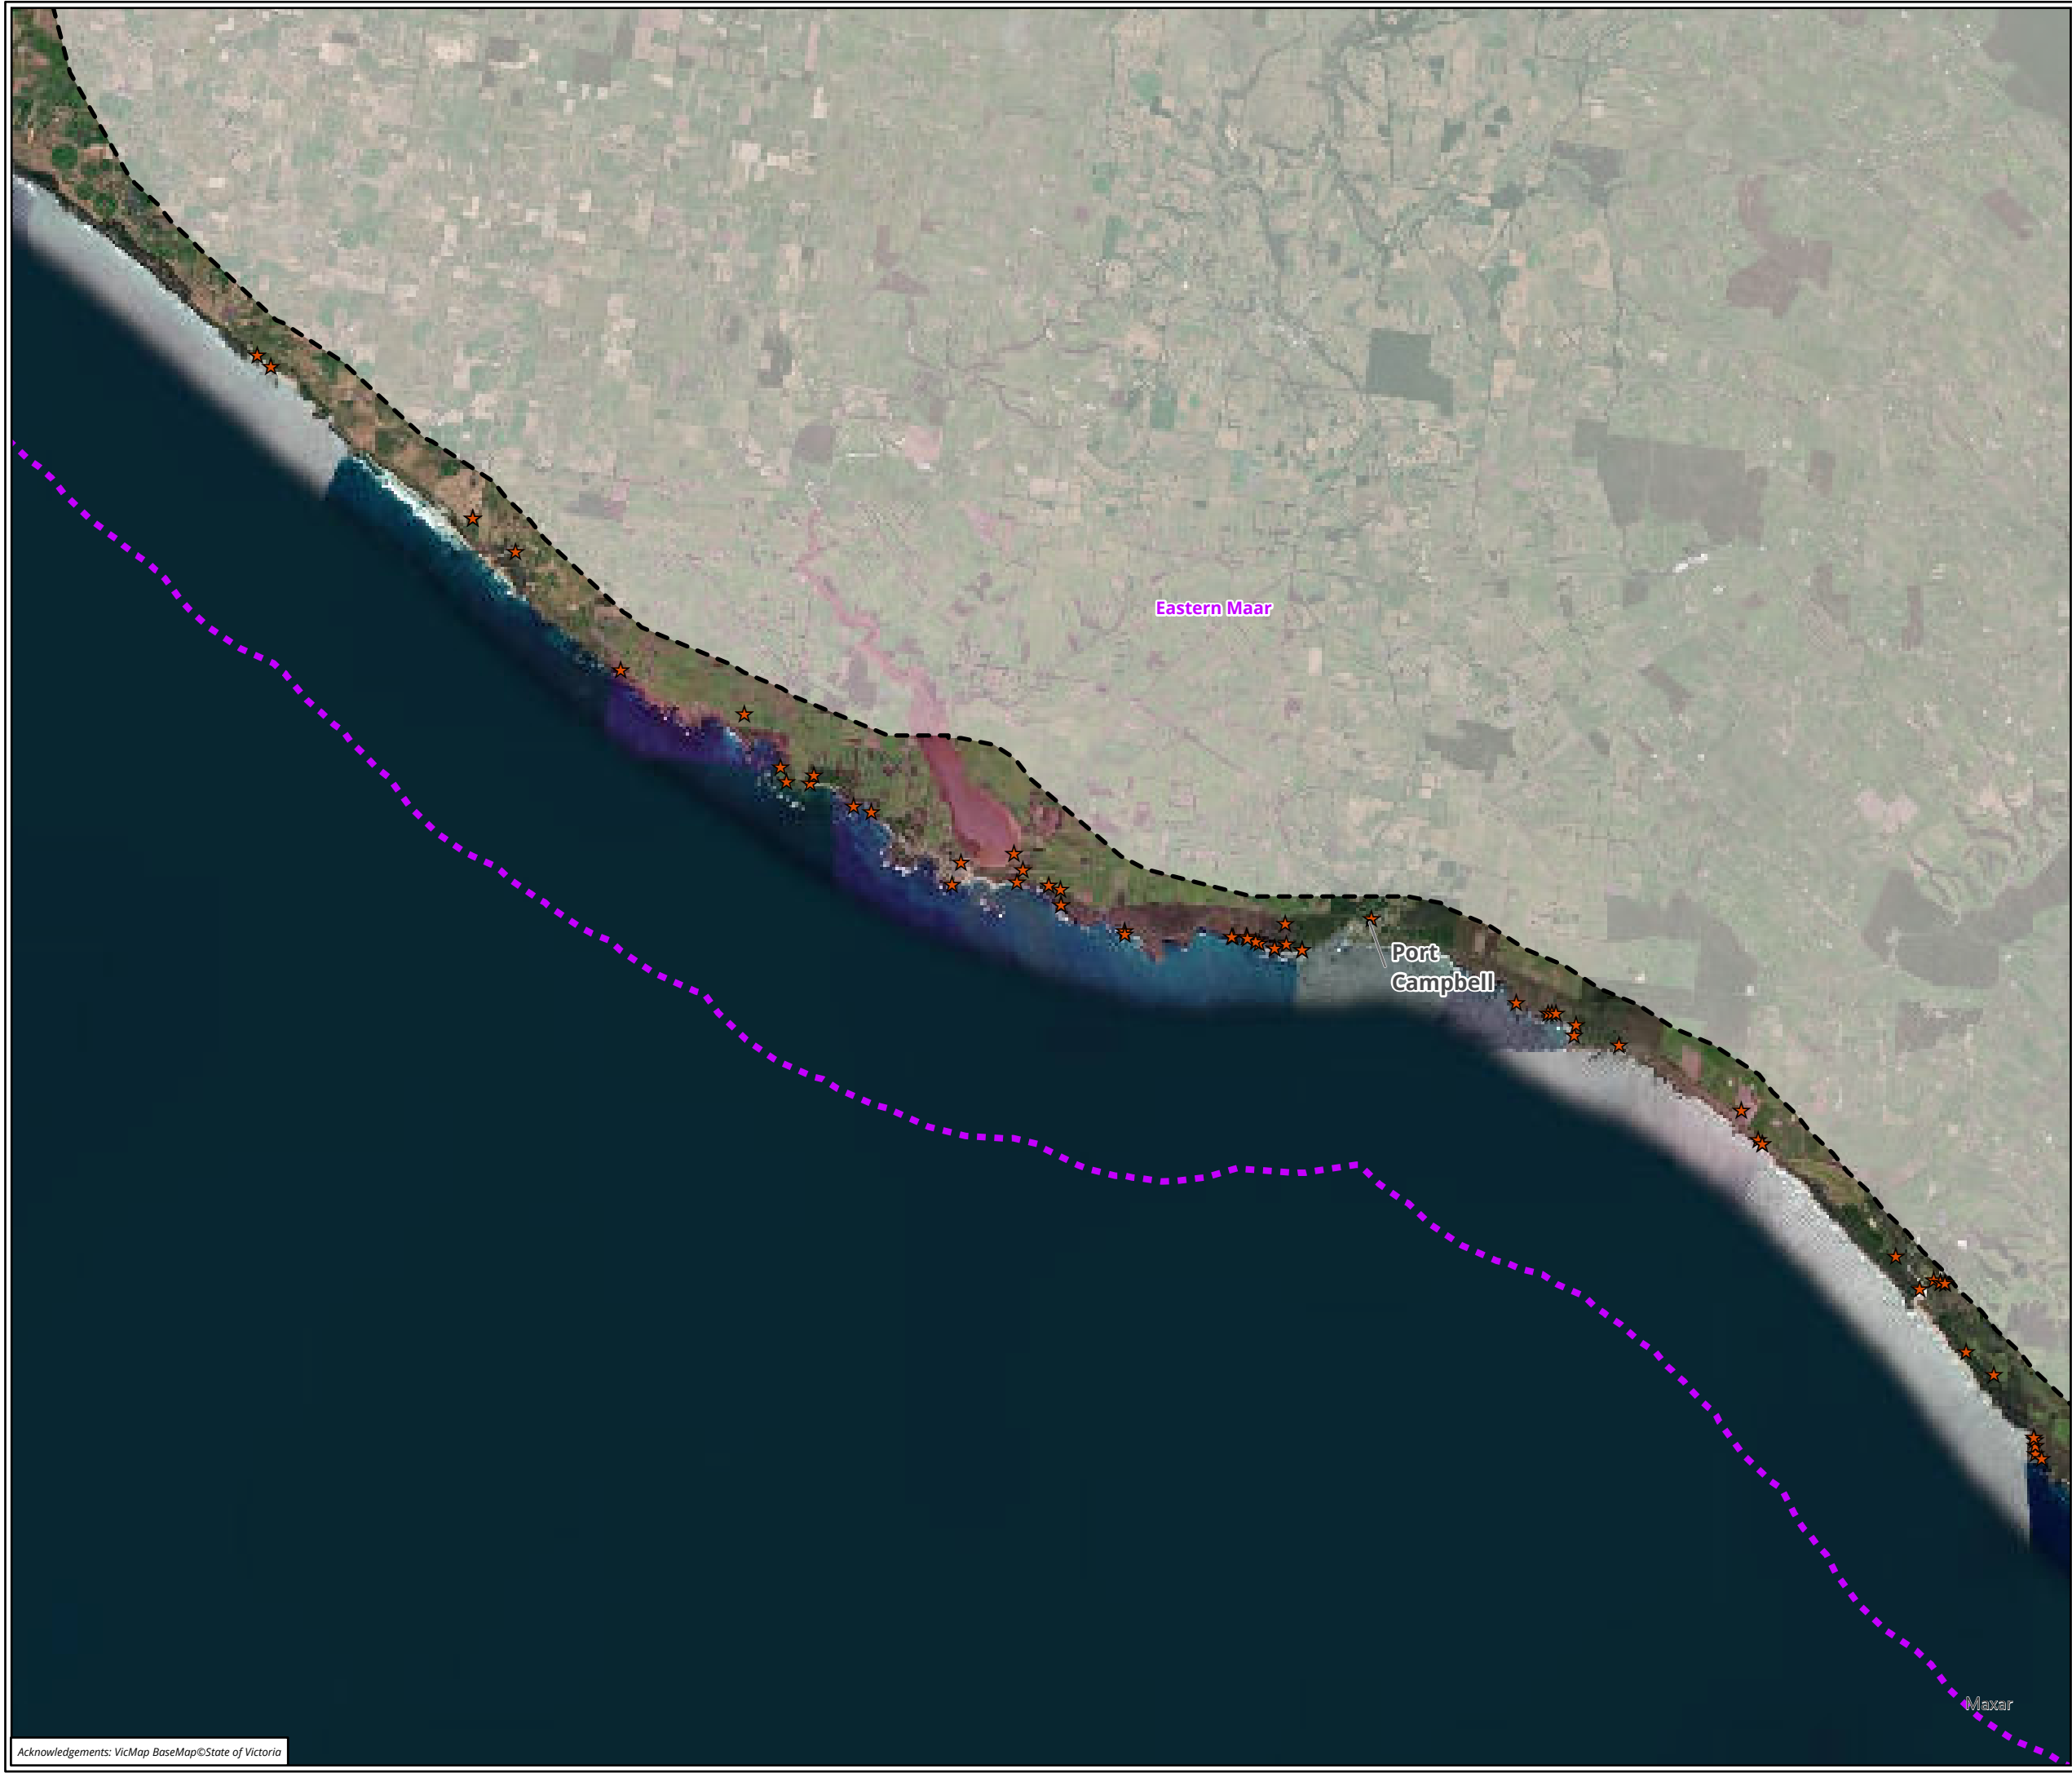 Eastern Maar
Port
Campbell
Maxar
Acknowledgements: VicMap BaseMap©State of Victoria